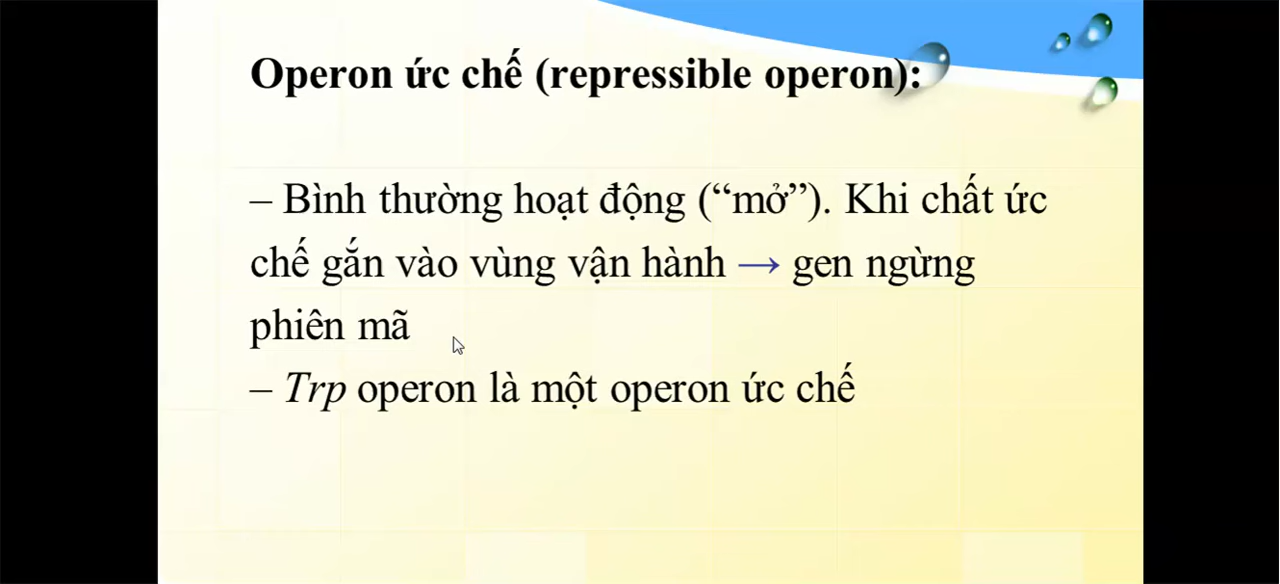 Operon ức chế (repressible operon):
– Bình thường hoạt động (“mở”). Khi chất ức
chế gắn vào vùng vận hành → gen ngừng
phiên mã
– Trp operon là một operon ức chế